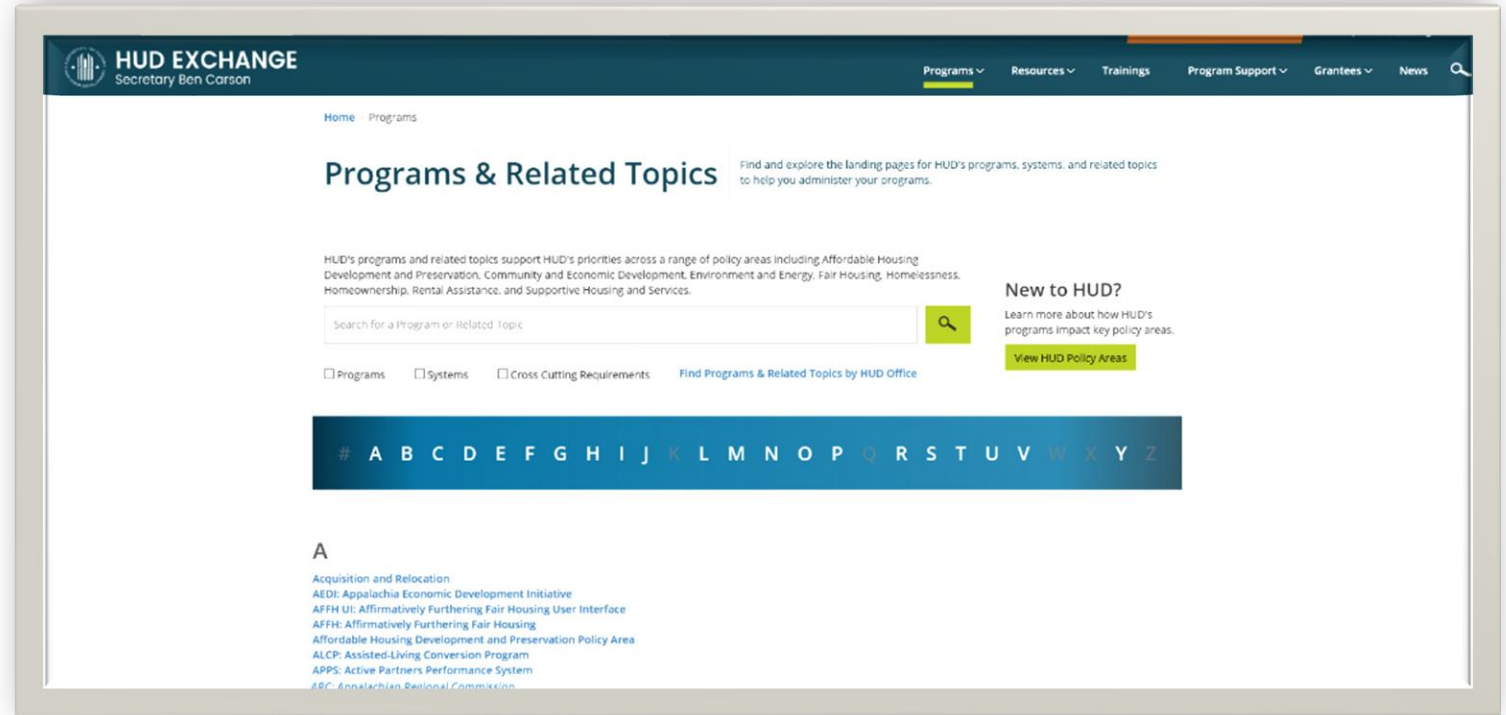 HUD EXCHANGE
Secretary Ben Carson
Programs Resources Trainings Program Support Grantees News
Home Programs
Programs & Related Topics
Find and explore the landing pages for HUD's programs, systems, and related topics
to help you administer your programs.
HUD's programs and related topics support HUD's priorities across a range of policy areas including Affordable Housing
Development and Preservation, Community and Economic Development, Environment and Energy, Fair Housing, Homelessness,
Homeownership, Rental Assistance, and Supportive Housing and Services.
Search for a Program or Related Topic
Programs Systems Cross Cutting Requirements Find Programs & Related Topics by HUD Office
New to HUD?
Learn more about how HUD's
programs impact key policy areas.
View HUD Policy Areas
# A B C D E F G H I J K L M N O P Q R S T U V W X Y Z
A
Acquisition and Relocation
AEDI: Appalachia Economic Development Initiative
AFFH UI: Affirmatively Furthering Fair Housing User Interface
AFFH: Affirmatively Furthering Fair Housing
Affordable Housing Development and Preservation Policy Area
ALCP: Assisted-Living Conversion Program
APPS: Active Partners Performance System
ARC: Appalachian Regional Commission